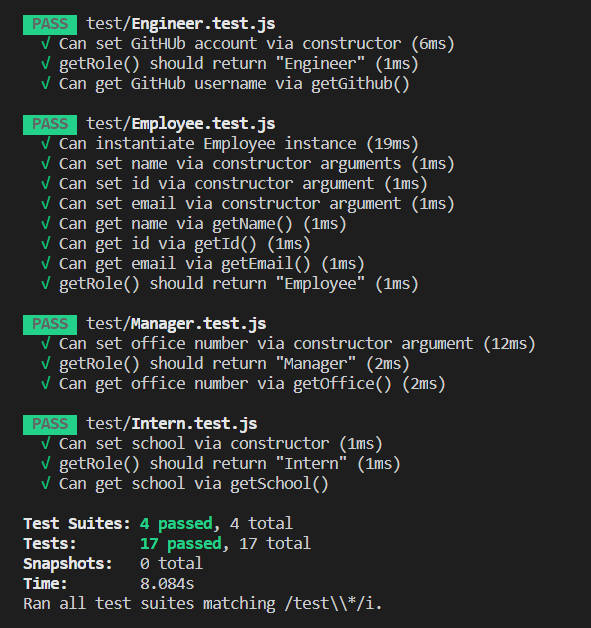 PASS test/Engineer.test.js
√ Can set GitHUb account via constructor (6ms)
√ getRole() should return "Engineer" (1ms)
√ Can get GitHub username via getGithub()
PASS test/Employee.test.js
√ Can instantiate Employee instance (19ms)
√ Can set name via constructor arguments (1ms)
√ Can set id via constructor argument (1ms)
√ Can set email via constructor argument (1ms)
√ Can get name via getName() (1ms)
√ Can get id via getId() (1ms)
√ Can get email via getEmail() (1ms)
√ getRole() should return "Employee" (1ms)
PASS test/Manager.test.js
√ Can set office number via constructor argument (12ms)
√ getRole() should return "Manager" (2ms)
√ Can get office number via getOffice() (2ms)
PASS test/Intern.test.js
√ Can set school via constructor (1ms)
√ getRole() should return "Intern" (1ms)
√ Can get school via getSchool()
Test Suites: 4 passed, 4 total
Tests: 17 passed, 17 total
Snapshots: 0 total
Time: 8.084s
Ran all test suites matching /test\\*/i.